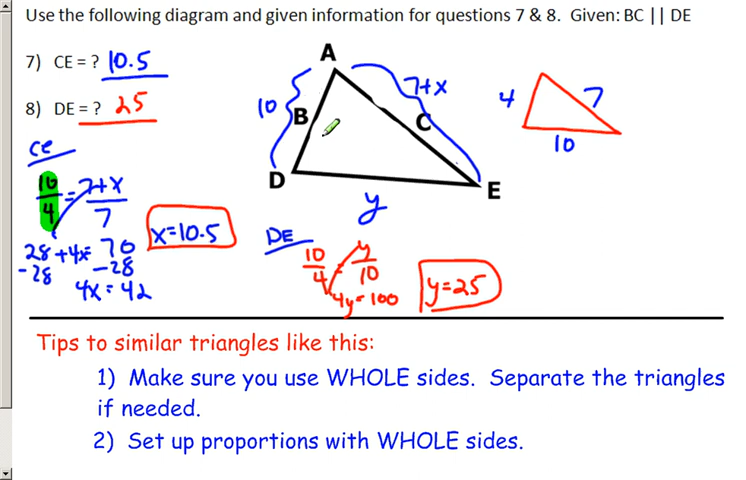 Use the following diagram and given information for questions 7 & 8. Given: BC || DE
7) CE = ? 10.5
8) DE = ? 25
A
B
C
D
E
10
7+x
y
4
7
10
CE
10/4 = 7+x/7
28 + 4x = 70
-28 -28
4x = 42
x = 10.5
DE
10/4 = y/10
4y = 100
y = 25
Tips to similar triangles like this:
1) Make sure you use WHOLE sides. Separate the triangles
if needed.
2) Set up proportions with WHOLE sides.